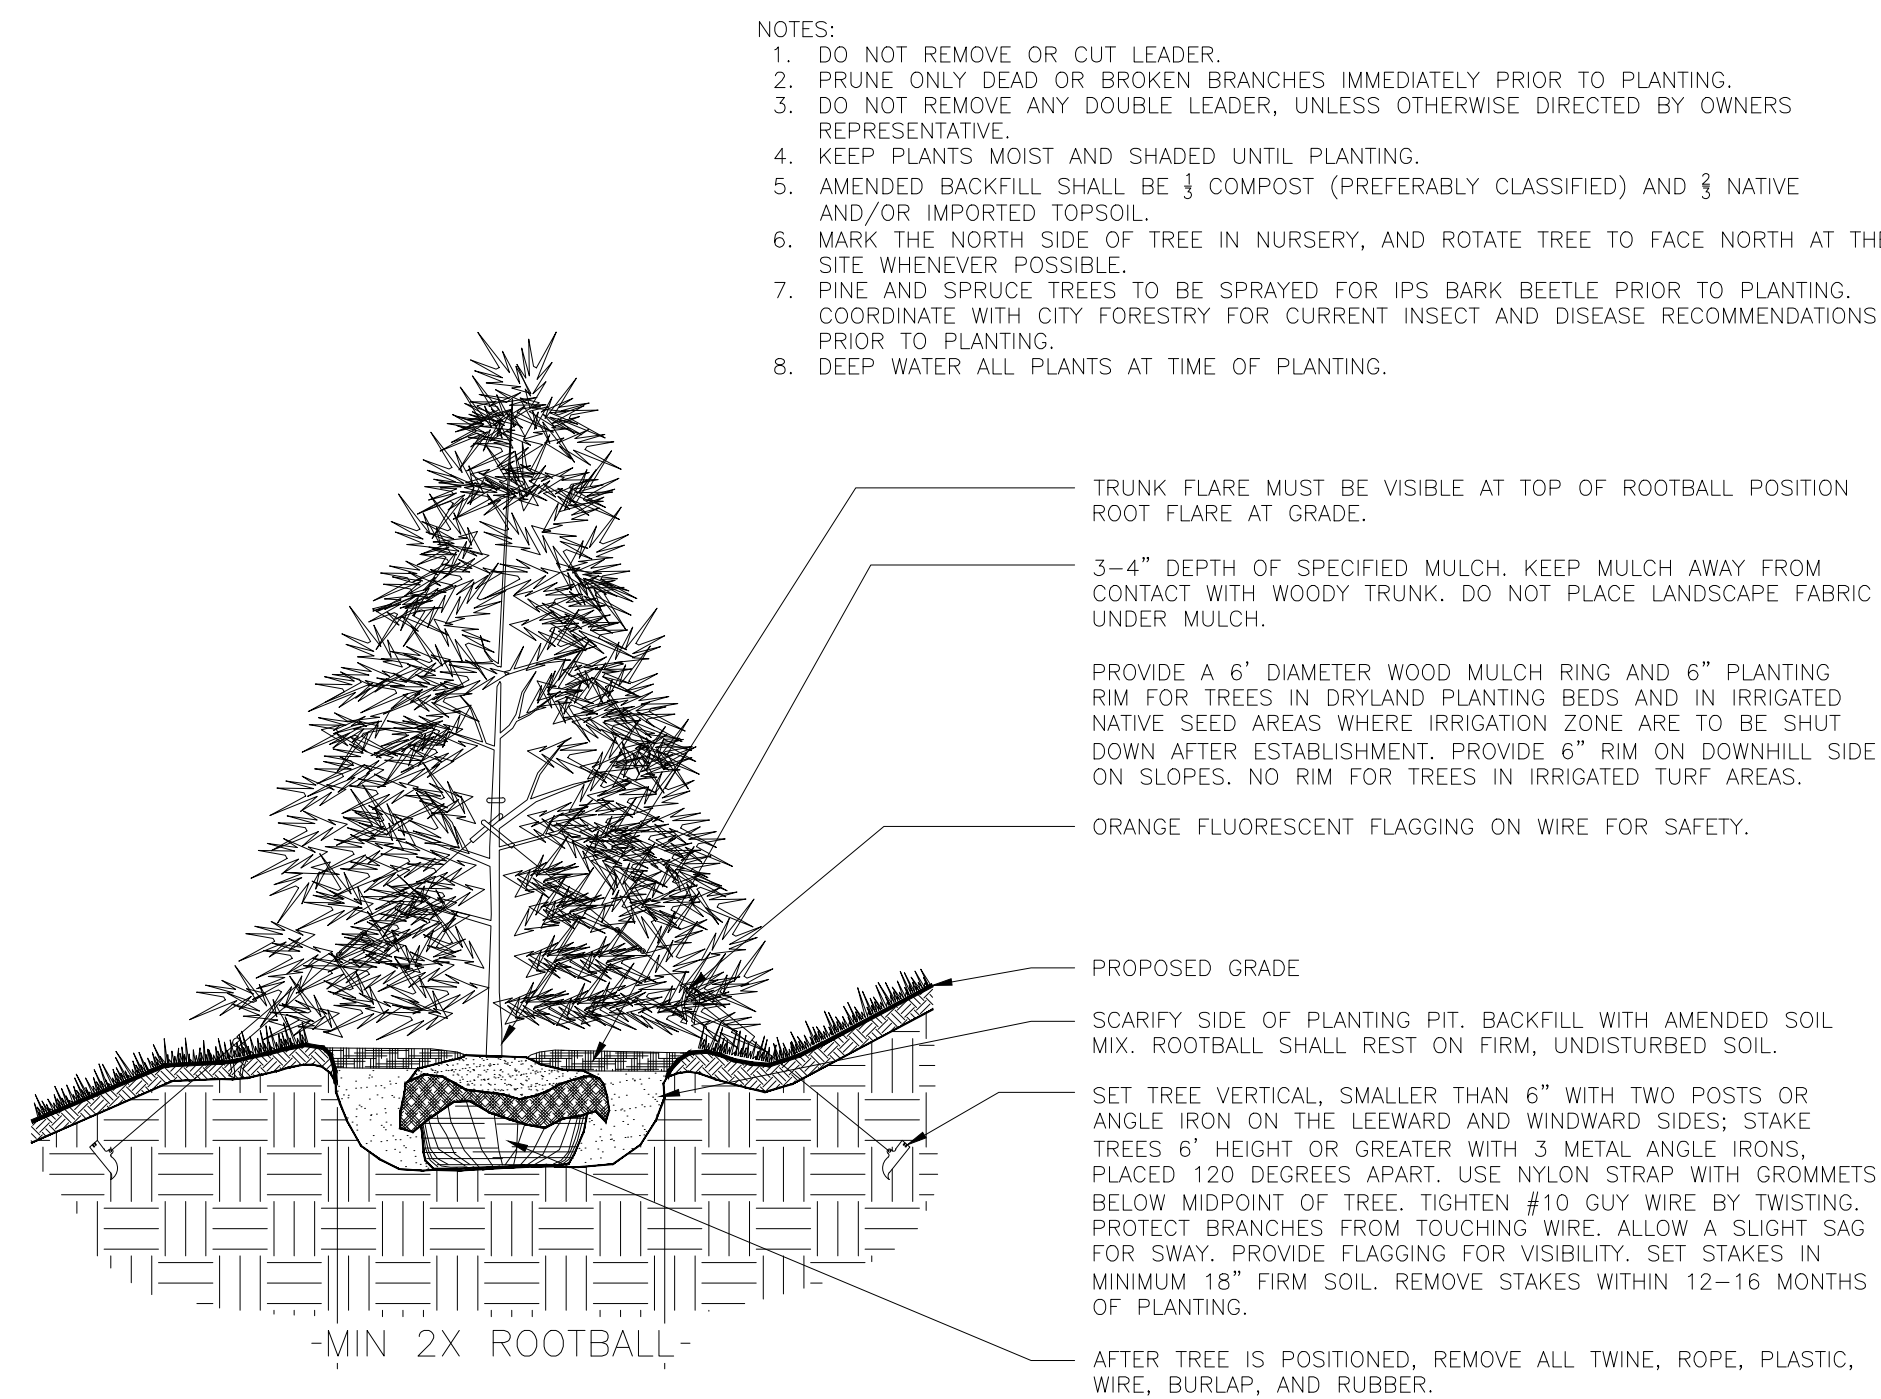 NOTES:
1. DO NOT REMOVE OR CUT LEADER.
2. PRUNE ONLY DEAD OR BROKEN BRANCHES IMMEDIATELY PRIOR TO PLANTING.
3. DO NOT REMOVE ANY DOUBLE LEADER, UNLESS OTHERWISE DIRECTED BY OWNERS
REPRESENTATIVE.
4. KEEP PLANTS MOIST AND SHADED UNTIL PLANTING.
5. AMENDED BACKFILL SHALL BE 1/3 COMPOST (PREFERABLY CLASSIFIED) AND 2/3 NATIVE
AND/OR IMPORTED TOPSOIL.
6. MARK THE NORTH SIDE OF TREE IN NURSERY, AND ROTATE TREE TO FACE NORTH AT THE
SITE WHENEVER POSSIBLE.
7. PINE AND SPRUCE TREES TO BE SPRAYED FOR IPS BARK BEETLE PRIOR TO PLANTING.
COORDINATE WITH CITY FORESTRY FOR CURRENT INSECT AND DISEASE RECOMMENDATIONS
PRIOR TO PLANTING.
8. DEEP WATER ALL PLANTS AT TIME OF PLANTING.
TRUNK FLARE MUST BE VISIBLE AT TOP OF ROOTBALL POSITION
ROOT FLARE AT GRADE.
3-4" DEPTH OF SPECIFIED MULCH. KEEP MULCH AWAY FROM
CONTACT WITH WOODY TRUNK. DO NOT PLACE LANDSCAPE FABRIC
UNDER MULCH.
PROVIDE A 6' DIAMETER WOOD MULCH RING AND 6" PLANTING
RIM FOR TREES IN DRYLAND PLANTING BEDS AND IN IRRIGATED
NATIVE SEED AREAS WHERE IRRIGATION ZONE ARE TO BE SHUT
DOWN AFTER ESTABLISHMENT. PROVIDE 6" RIM ON DOWNHILL SIDE
ON SLOPES. NO RIM FOR TREES IN IRRIGATED TURF AREAS.
ORANGE FLUORESCENT FLAGGING ON WIRE FOR SAFETY.
PROPOSED GRADE
SCARIFY SIDE OF PLANTING PIT. BACKFILL WITH AMENDED SOIL
MIX. ROOTBALL SHALL REST ON FIRM, UNDISTURBED SOIL.
SET TREE VERTICAL, SMALLER THAN 6" WITH TWO POSTS OR
ANGLE IRON ON THE LEEWARD AND WINDWARD SIDES; STAKE
TREES 6' HEIGHT OR GREATER WITH 3 METAL ANGLE IRONS,
PLACED 120 DEGREES APART. USE NYLON STRAP WITH GROMMETS
BELOW MIDPOINT OF TREE. TIGHTEN #10 GUY WIRE BY TWISTING.
PROTECT BRANCHES FROM TOUCHING WIRE. ALLOW A SLIGHT SAG
FOR SWAY. PROVIDE FLAGGING FOR VISIBILITY. SET STAKES IN
MINIMUM 18" FIRM SOIL. REMOVE STAKES WITHIN 12-16 MONTHS
OF PLANTING.
-MIN 2X ROOTBALL-
AFTER TREE IS POSITIONED, REMOVE ALL TWINE, ROPE, PLASTIC,
WIRE, BURLAP, AND RUBBER.